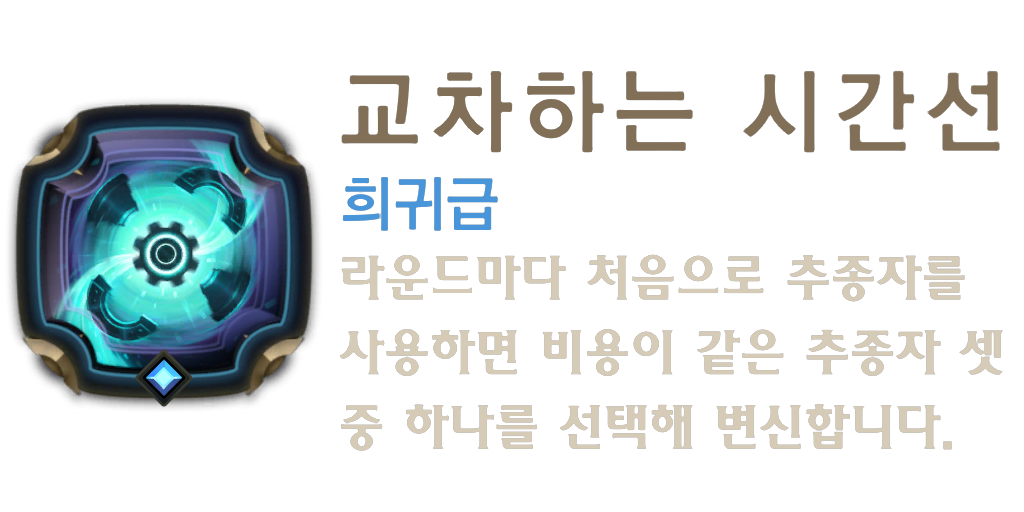 교차하는 시간선
희귀급
라운드마다 처음으로 추종자를
사용하면 비용이 같은 추종자 셋
중 하나를 선택해 변신합니다.